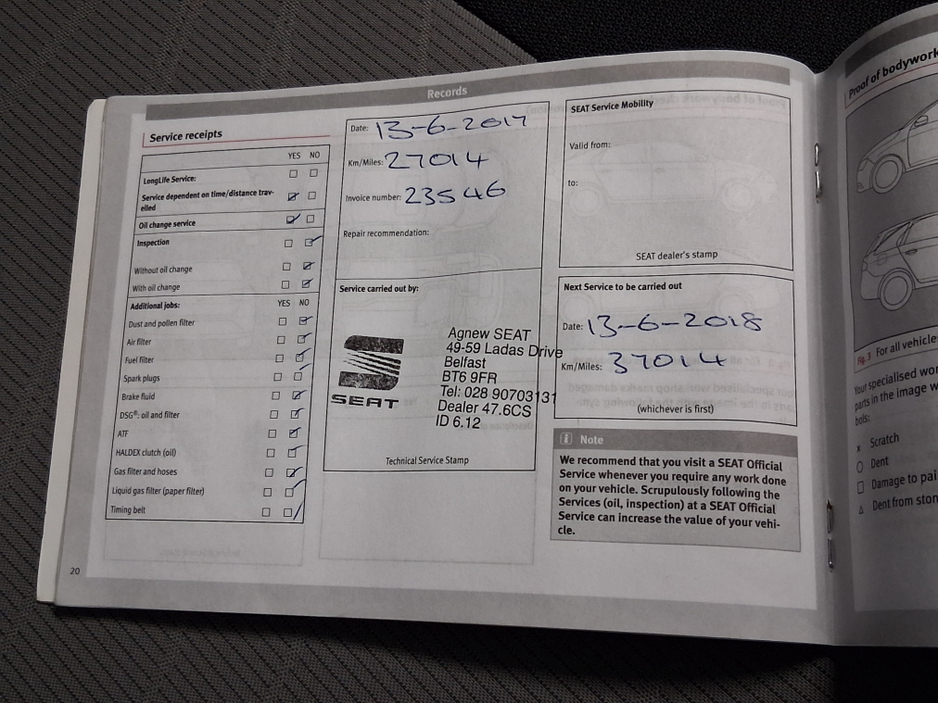 Records
Service receipts
YES NO
LongLife Service:
Service dependent on time/distance trav-
elled
Oil change service
Inspection
Without oil change
With oil change
Additional jobs: YES NO
Dust and pollen filter
Air filter
Fuel filter
Spark plugs
Brake fluid
DSG®: oil and filter
ATF
HALDEX clutch (oil)
Gas filter and hoses
Liquid gas filter (paper filter)
Timing belt
20
Date: 13-6-2017
Km/Miles: 27014
Invoice number: 23546
Repair recommendation:
Service carried out by:
SEAT
Agnew SEAT
49-59 Ladas Drive
Belfast
BT6 9FR
Tel: 028 90703131
Dealer 47.6CS
ID 6.12
Technical Service Stamp
SEAT Service Mobility
Valid from:
to:
SEAT dealer's stamp
Next Service to be carried out
Date: 13-6-2018
Km/Miles: 37014
(whichever is first)
Note
We recommend that you visit a SEAT Official
Service whenever you require any work done
on your vehicle. Scrupulously following the
Services (oil, inspection) at a SEAT Official
Service can increase the value of your vehi-
cle.
Proof of bodywork
Fig. 3 For all vehicle
Your specialised wor
parts in the image w
bols:
x Scratch
Dent
Damage to pai
Dent from ston